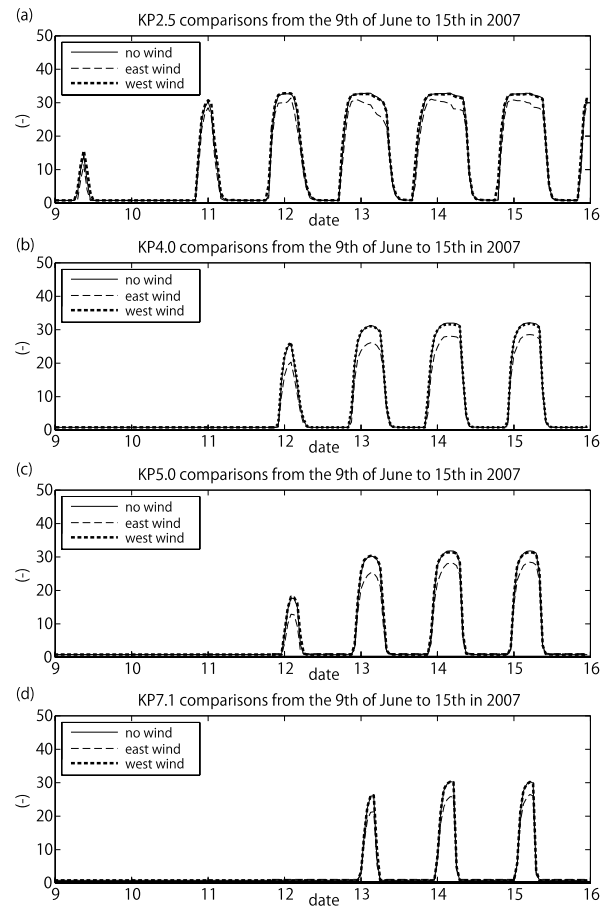 (a)
KP2.5 comparisons from the 9th of June to 15th in 2007
50
40
30
20
10
0
(-)
no wind
east wind
west wind
9 10 11 12 13 14 15 16
date
(b)
KP4.0 comparisons from the 9th of June to 15th in 2007
50
40
30
20
10
0
(-)
no wind
east wind
west wind
9 10 11 12 13 14 15 16
date
(c)
KP5.0 comparisons from the 9th of June to 15th in 2007
50
40
30
20
10
0
(-)
no wind
east wind
west wind
9 10 11 12 13 14 15 16
date
(d)
KP7.1 comparisons from the 9th of June to 15th in 2007
50
40
30
20
10
0
(-)
no wind
east wind
west wind
9 10 11 12 13 14 15 16
date